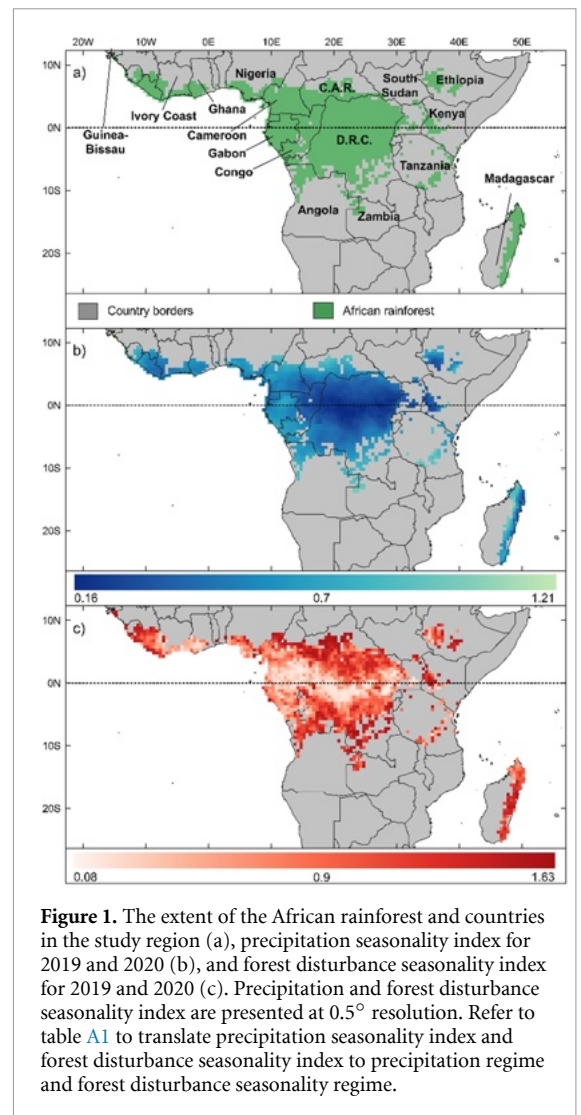 20W 10W 0E 10E 20E 30E 40E 50E
a)
10N
0N
10S
20S
Nigeria
C.A.R.
South
Sudan
Ethiopia
Ivory Coast
Ghana
Kenya
Guinea-
Bissau
Cameroon
D.R.C.
Gabon
Congo
Tanzania
Madagascar
Angola
Zambia
Country borders African rainforest
b)
10N
0N
10S
20S
0.16 0.7 1.21
c)
10N
0N
10S
20S
0.08 0.9 1.63
Figure 1. The extent of the African rainforest and countries
in the study region (a), precipitation seasonality index for
2019 and 2020 (b), and forest disturbance seasonality index
for 2019 and 2020 (c). Precipitation and forest disturbance
seasonality index are presented at 0.5° resolution. Refer to
table A1 to translate precipitation seasonality index and
forest disturbance seasonality index to precipitation regime
and forest disturbance seasonality regime.